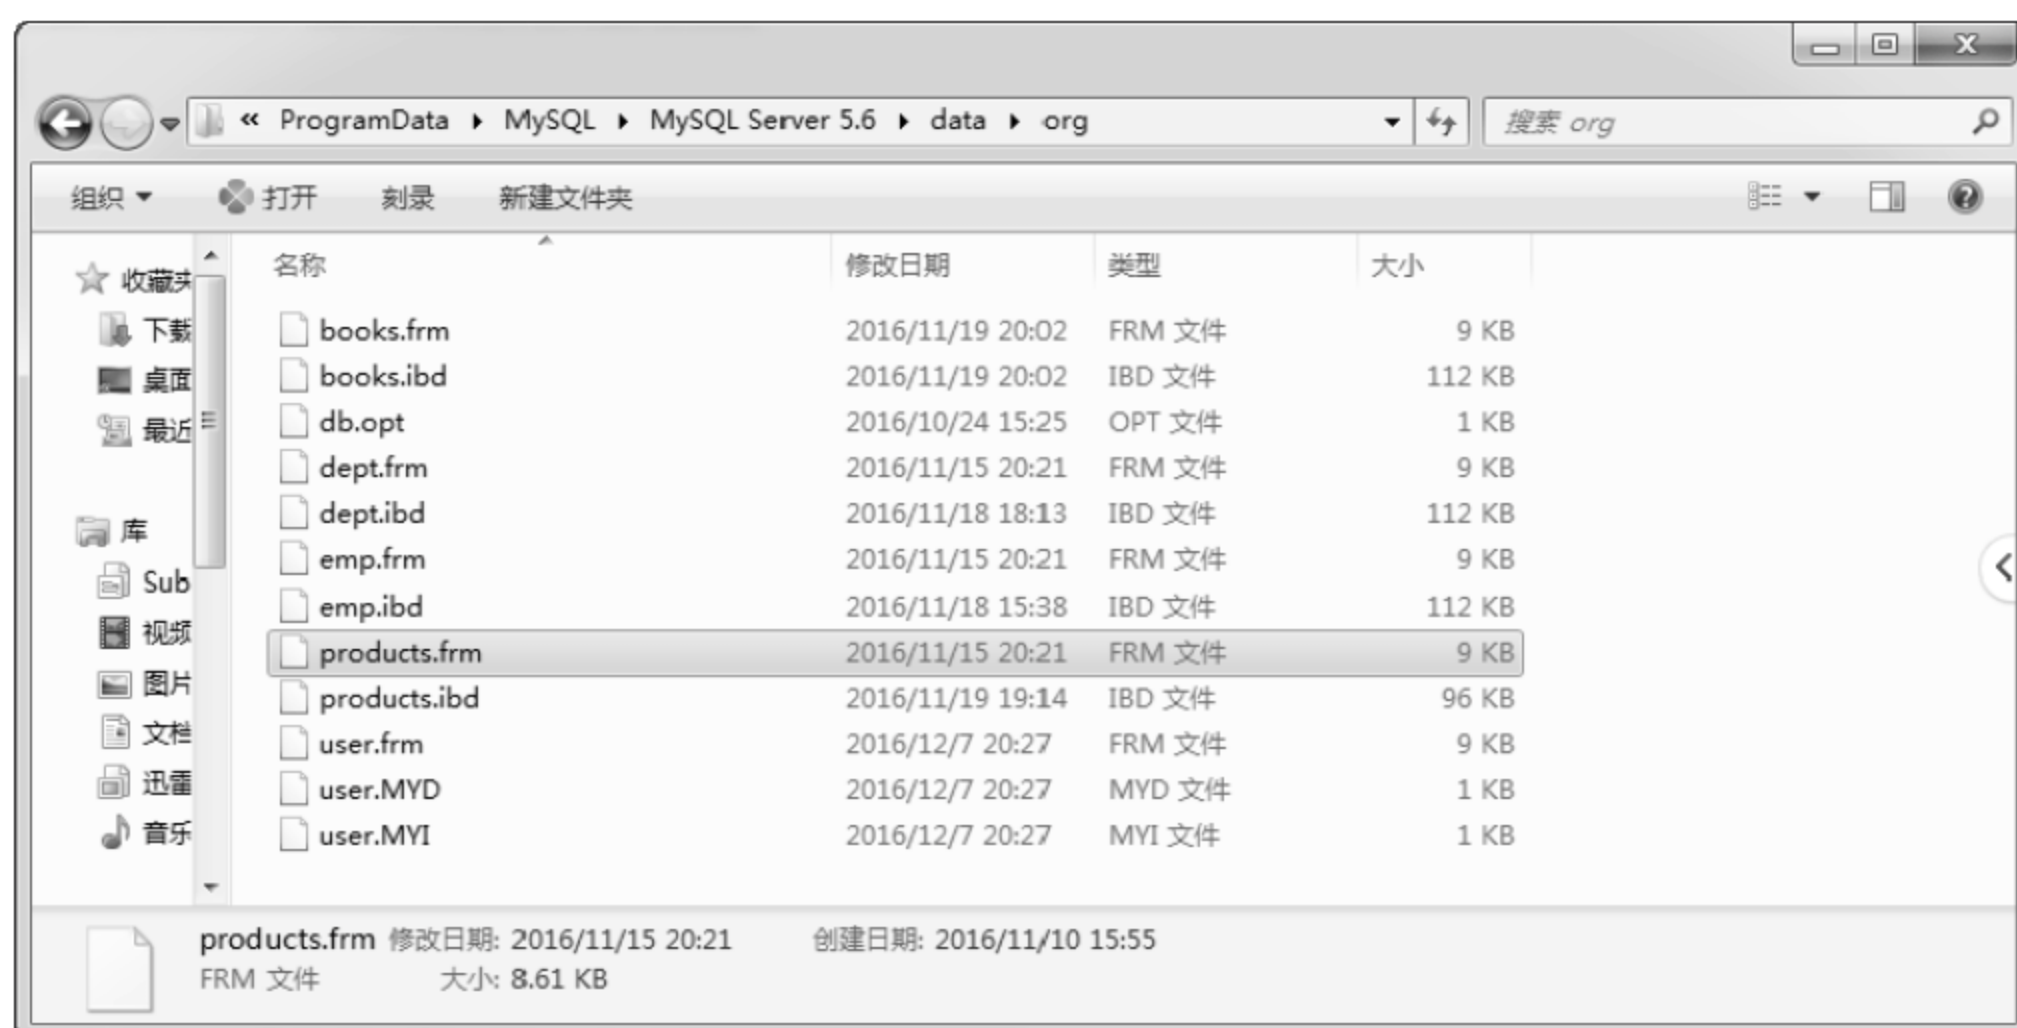 « ProgramData ▸ MySQL ▸ MySQL Server 5.6 ▸ data ▸ org 搜索 org
组织 打开 刻录 新建文件夹
名称 修改日期 类型 大小
收藏夹
下载
桌面
最近
库
Sub
视频
图片
文档
迅雷
音乐
books.frm 2016/11/19 20:02 FRM 文件 9 KB
books.ibd 2016/11/19 20:02 IBD 文件 112 KB
db.opt 2016/10/24 15:25 OPT 文件 1 KB
dept.frm 2016/11/15 20:21 FRM 文件 9 KB
dept.ibd 2016/11/18 18:13 IBD 文件 112 KB
emp.frm 2016/11/15 20:21 FRM 文件 9 KB
emp.ibd 2016/11/18 15:38 IBD 文件 112 KB
products.frm 2016/11/15 20:21 FRM 文件 9 KB
products.ibd 2016/11/19 19:14 IBD 文件 96 KB
user.frm 2016/12/7 20:27 FRM 文件 9 KB
user.MYD 2016/12/7 20:27 MYD 文件 1 KB
user.MYI 2016/12/7 20:27 MYI 文件 1 KB
products.frm 修改日期: 2016/11/15 20:21 创建日期: 2016/11/10 15:55
FRM 文件 大小: 8.61 KB